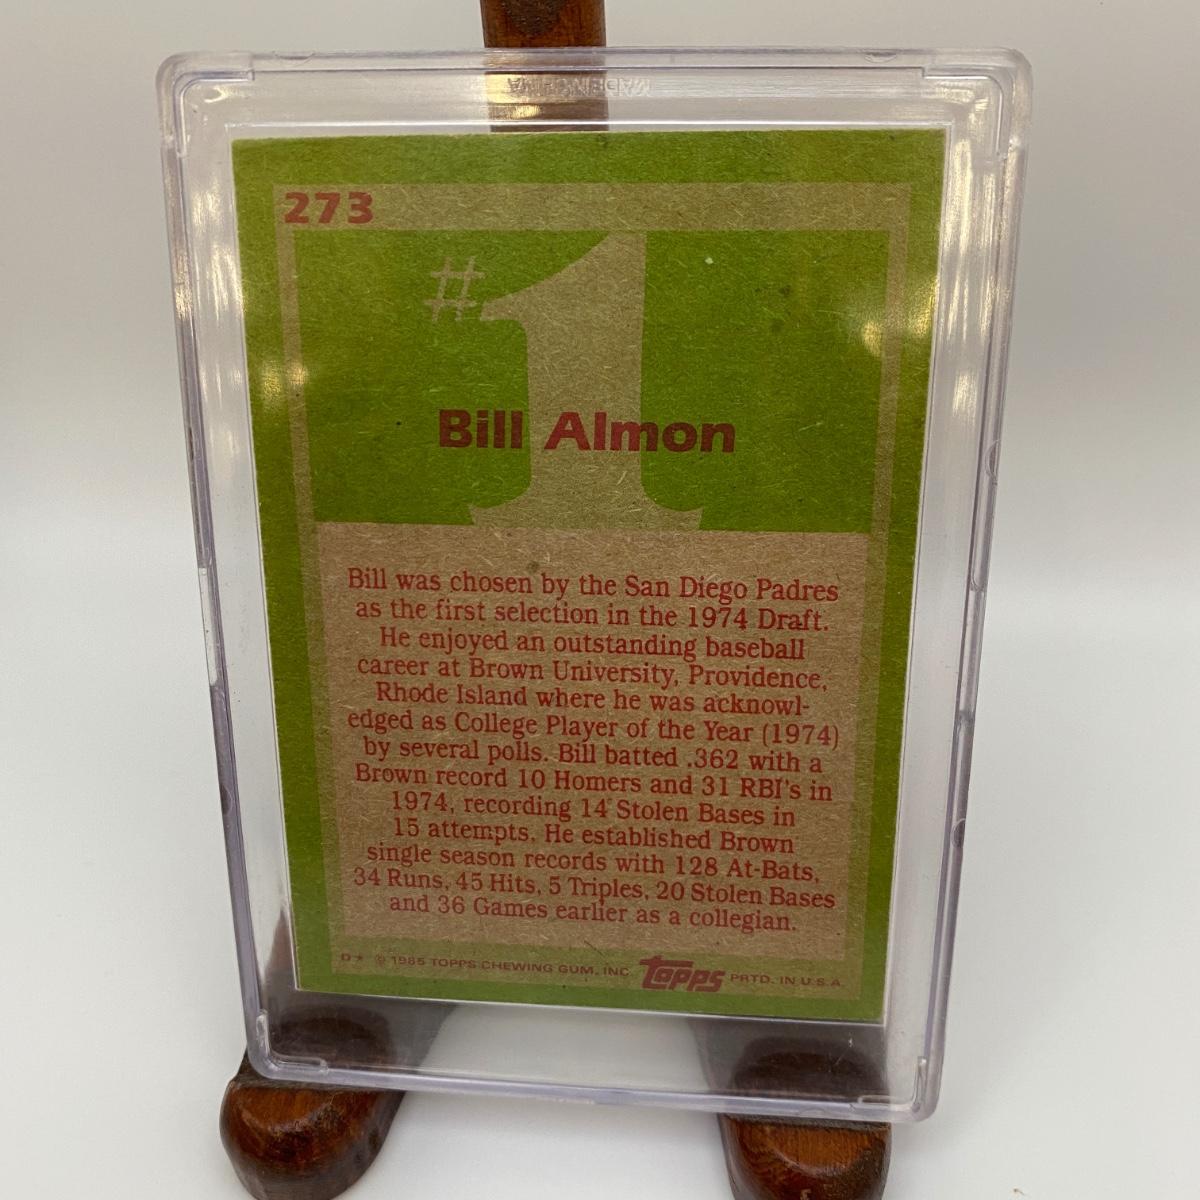 273
#1
Bill Almon
Bill was chosen by the San Diego Padres
as the first selection in the 1974 Draft.
He enjoyed an outstanding baseball
career at Brown University, Providence,
Rhode Island where he was acknowl-
edged as College Player of the Year (1974)
by several polls. Bill batted .362 with a
Brown record 10 Homers and 31 RBI's in
1974, recording 14 Stolen Bases in
15 attempts. He established Brown
single season records with 128 At-Bats,
34 Runs, 45 Hits, 5 Triples, 20 Stolen Bases
and 36 Games earlier as a collegian.
D* © 1985 TOPPS CHEWING GUM, INC. Topps PRTD. IN U.S.A.